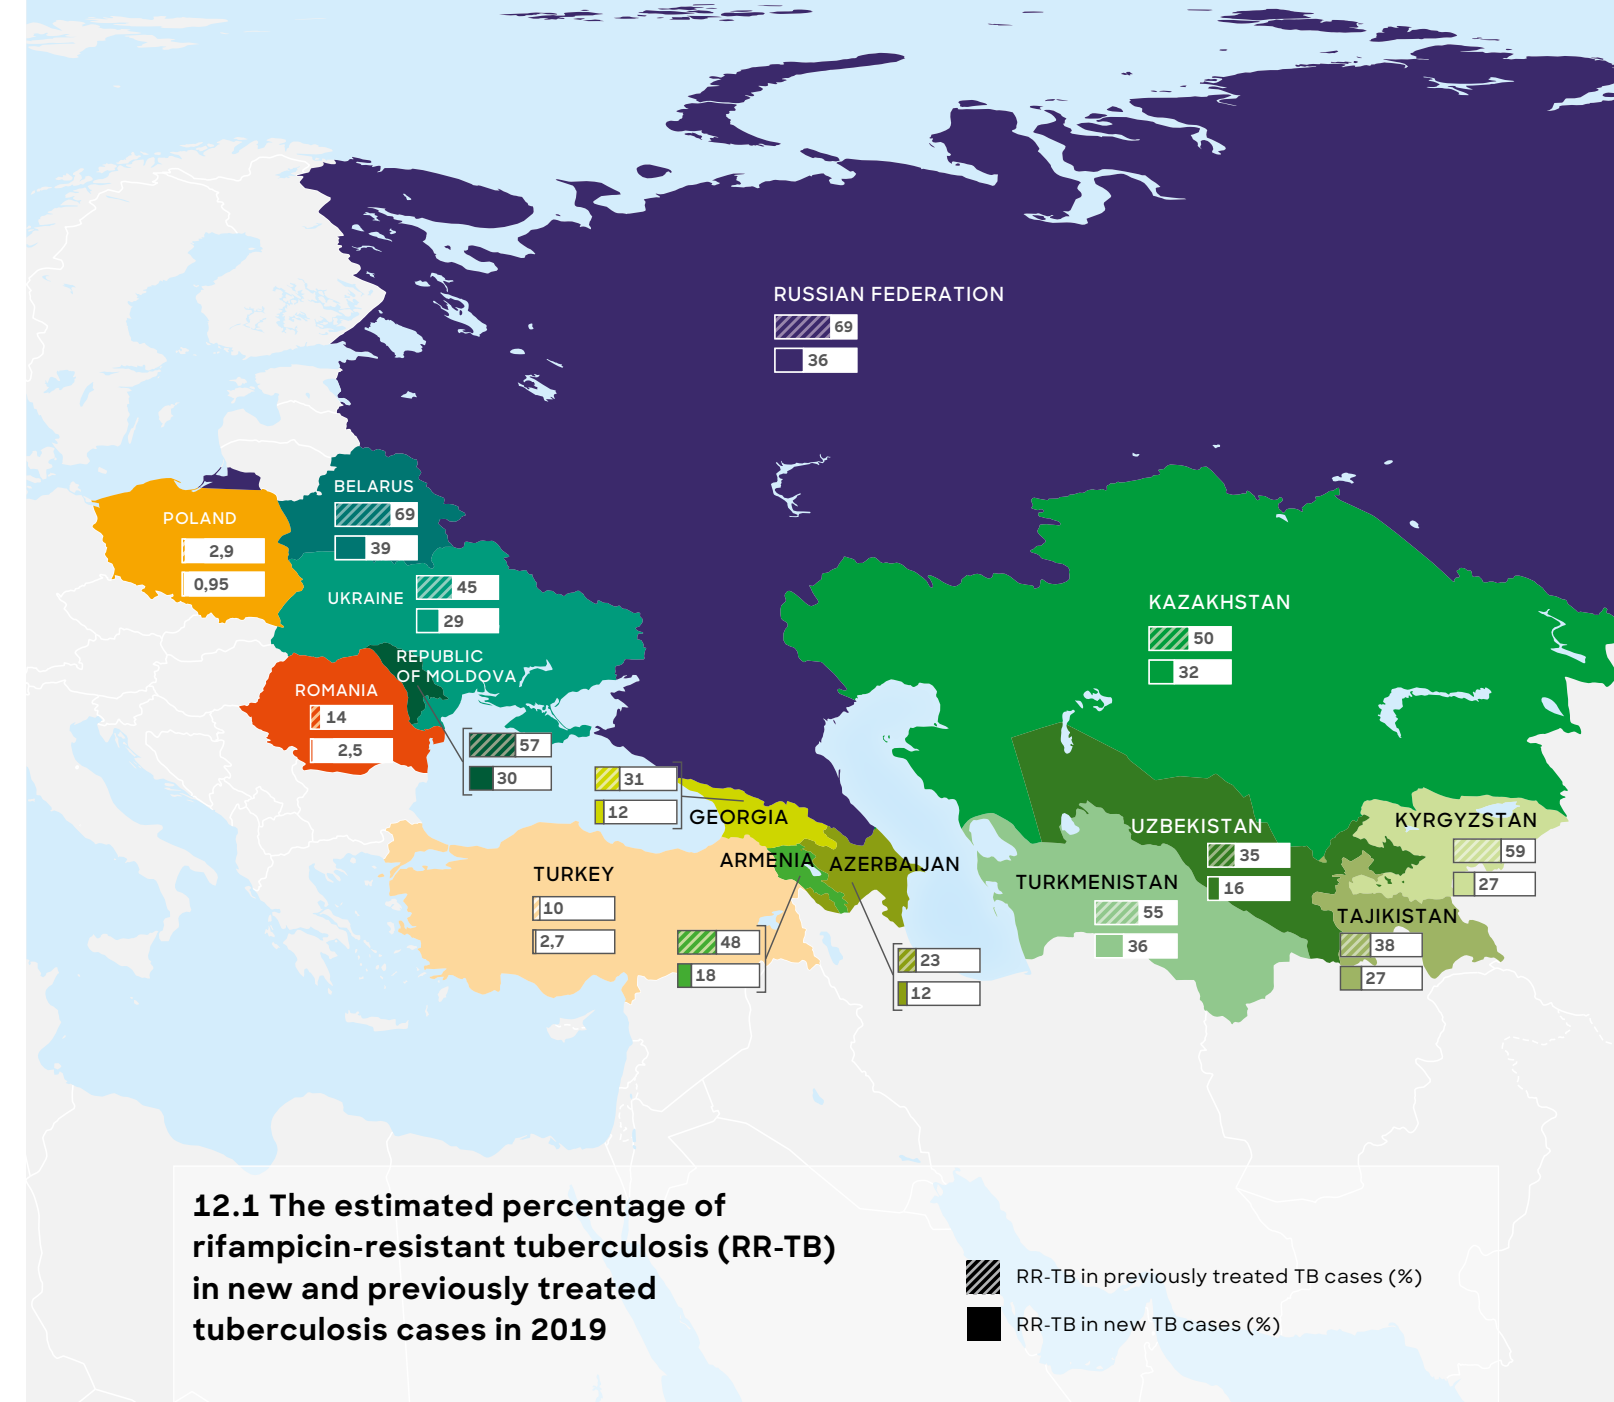 RUSSIAN FEDERATION
69
36
BELARUS
69
39
POLAND
2,9
0,95
UKRAINE
45
29
KAZAKHSTAN
50
32
REPUBLIC
OF MOLDOVA
57
30
ROMANIA
14
2,5
GEORGIA
31
12
ARMENIA
48
18
AZERBAIJAN
23
12
TURKEY
10
2,7
UZBEKISTAN
35
16
TURKMENISTAN
55
36
KYRGYZSTAN
59
27
TAJIKISTAN
38
27
12.1 The estimated percentage of
rifampicin-resistant tuberculosis (RR-TB)
in new and previously treated
tuberculosis cases in 2019
RR-TB in previously treated TB cases (%)
RR-TB in new TB cases (%)